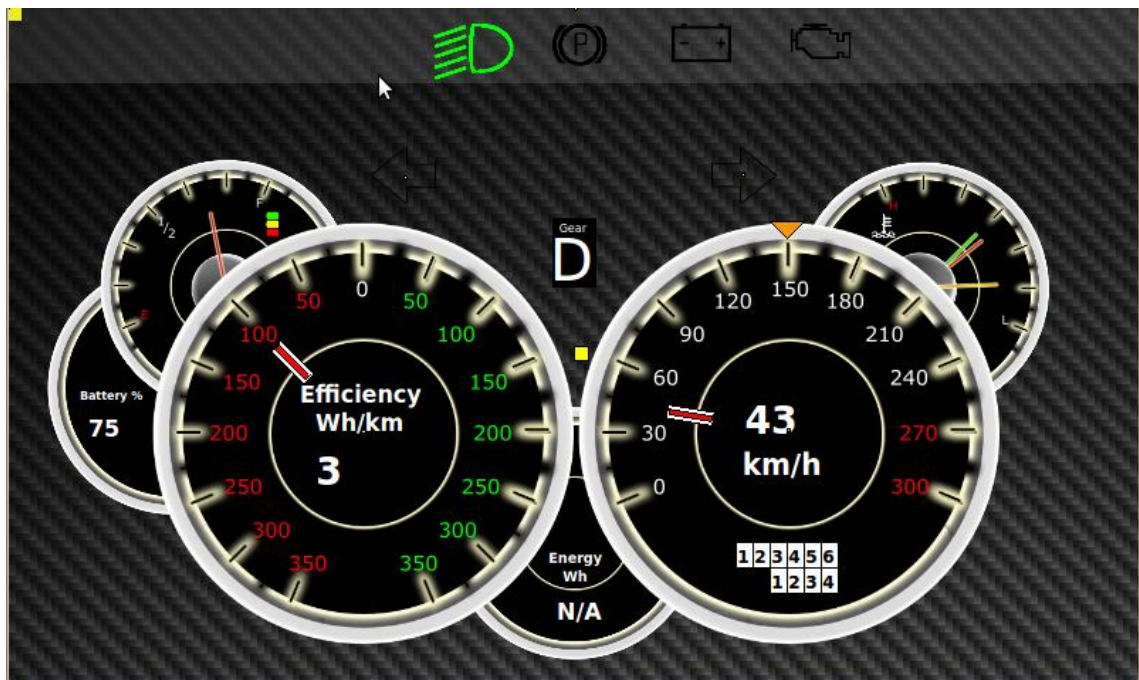 P
- +
Gear
D
F
1/2
E
H
L
Battery %
75
50 0 50
100 100
150 150
200 200
250 250
300 300
350 350
Efficiency
Wh/km
3
Energy
Wh
N/A
120 150 180
90 210
60 240
30 270
0 300
43
km/h
123456
1234